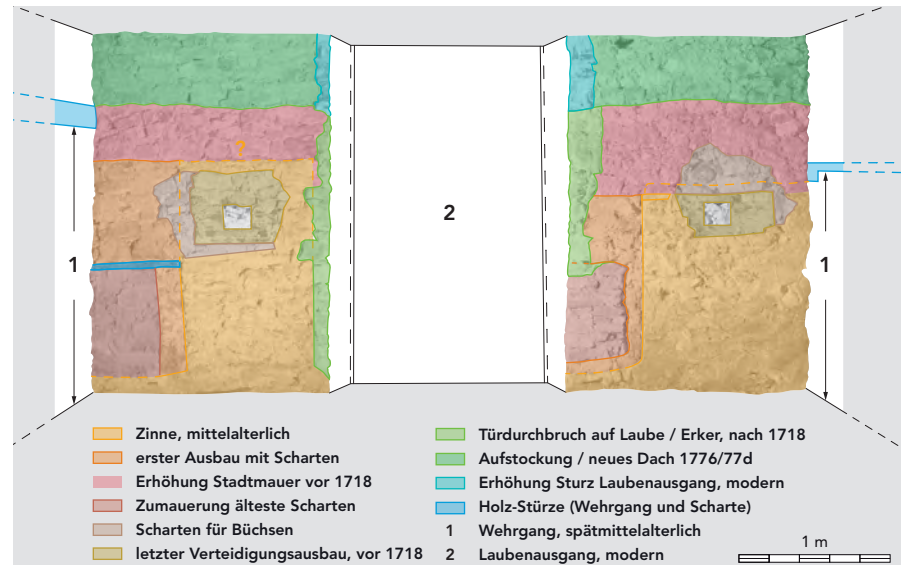 ?
1
2
1
Zinne, mittelalterlich
erster Ausbau mit Scharten
Erhöhung Stadtmauer vor 1718
Zumauerung älteste Scharten
Scharten für Büchsen
letzter Verteidigungsausbau, vor 1718
Türdurchbruch auf Laube / Erker, nach 1718
Aufstockung / neues Dach 1776/77d
Erhöhung Sturz Laubenausgang, modern
Holz-Stürze (Wehrgang und Scharte)
1 Wehrgang, spätmittelalterlich
2 Laubenausgang, modern
1 m